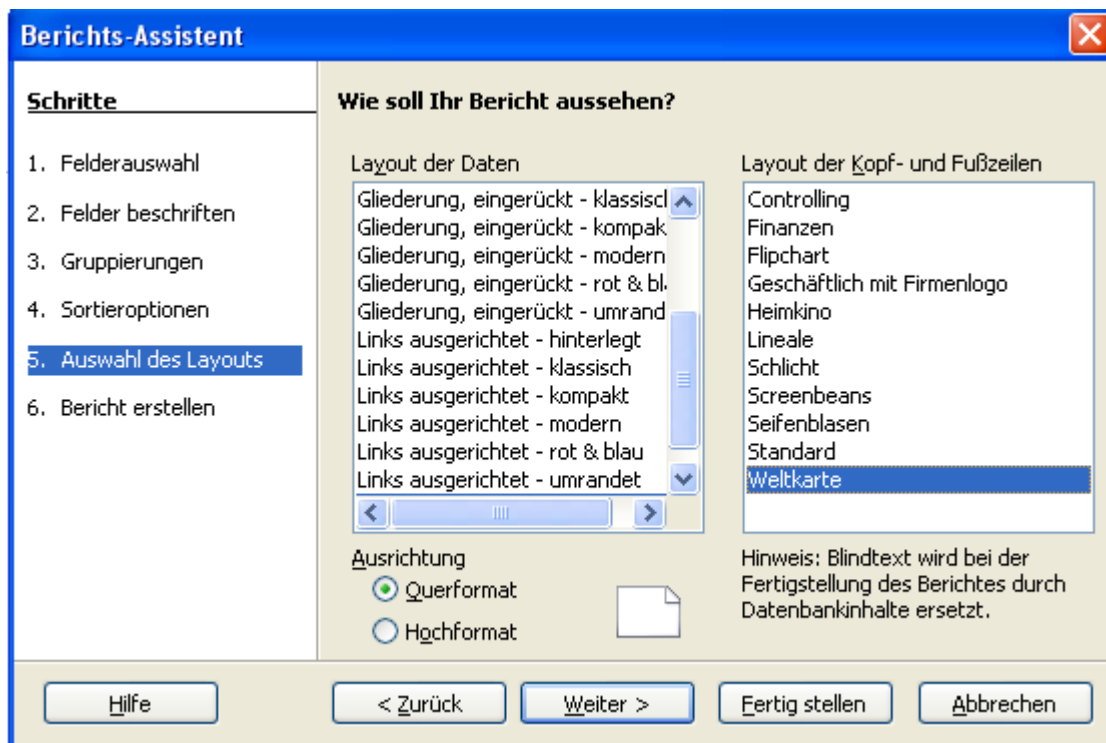 Berichts-Assistent
Schritte
1. Felderauswahl
2. Felder beschriften
3. Gruppierungen
4. Sortieroptionen
5. Auswahl des Layouts
6. Bericht erstellen
Wie soll Ihr Bericht aussehen?
Layout der Daten
Gliederung, eingerückt - klassisch
Gliederung, eingerückt - kompak
Gliederung, eingerückt - modern
Gliederung, eingerückt - rot & bl
Gliederung, eingerückt - umrand
Links ausgerichtet - hinterlegt
Links ausgerichtet - klassisch
Links ausgerichtet - kompakt
Links ausgerichtet - modern
Links ausgerichtet - rot & blau
Links ausgerichtet - umrandet
Layout der Kopf- und Fußzeilen
Controlling
Finanzen
Flipchart
Geschäftlich mit Firmenlogo
Heimkino
Lineale
Schlicht
Screenbeans
Seifenblasen
Standard
Weltkarte
Ausrichtung
Querformat
Hochformat
Hinweis: Blindtext wird bei der
Fertigstellung des Berichtes durch
Datenbankinhalte ersetzt.
Hilfe
< Zurück
Weiter >
Fertig stellen
Abbrechen